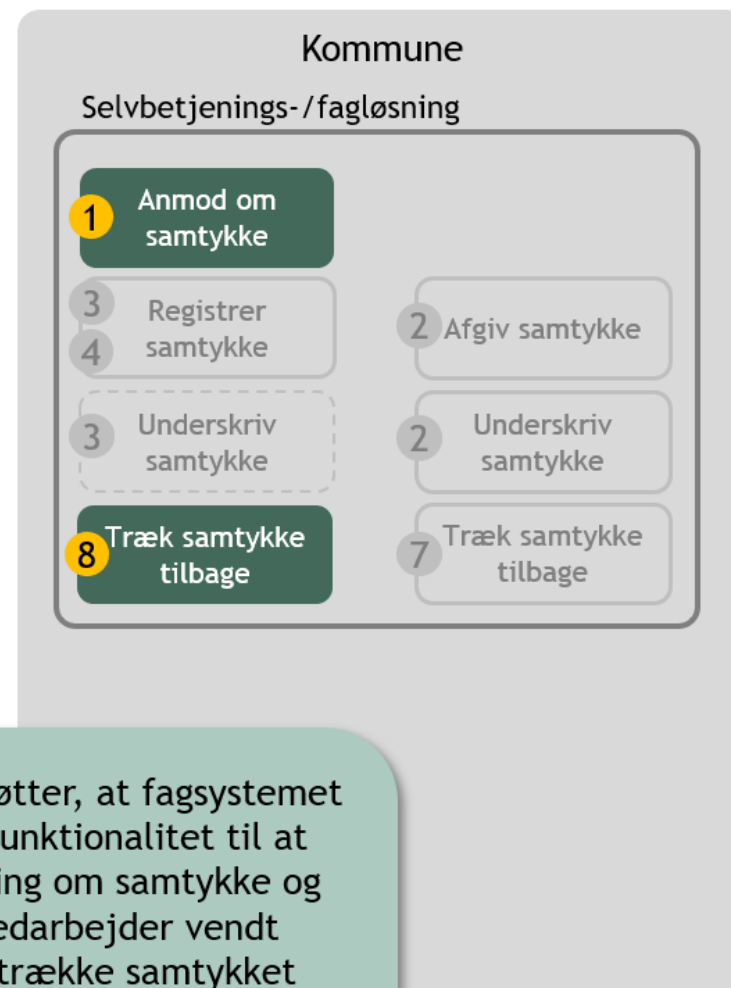 Kommune
Selvbetjenings-/fagløsning
1
Anmod om
samtykke
3
4
Registrer
samtykke
2
Afgiv samtykke
3
Underskriv
samtykke
2
Underskriv
samtykke
8
Træk samtykke
tilbage
7
Træk samtykke
tilbage
øtter, at fagsystemet
unktionalitet til at
ing om samtykke og
edarbejder vendt
trække samtykket